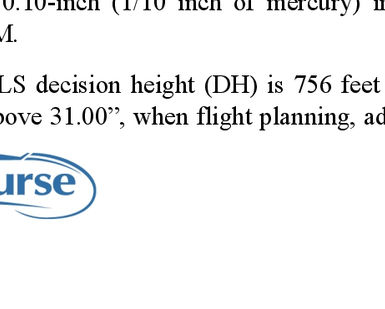 0.10-inch (1/10 inch of mercury) i
M.
LS decision height (DH) is 756 feet
bove 31.00”, when flight planning, ad
urse